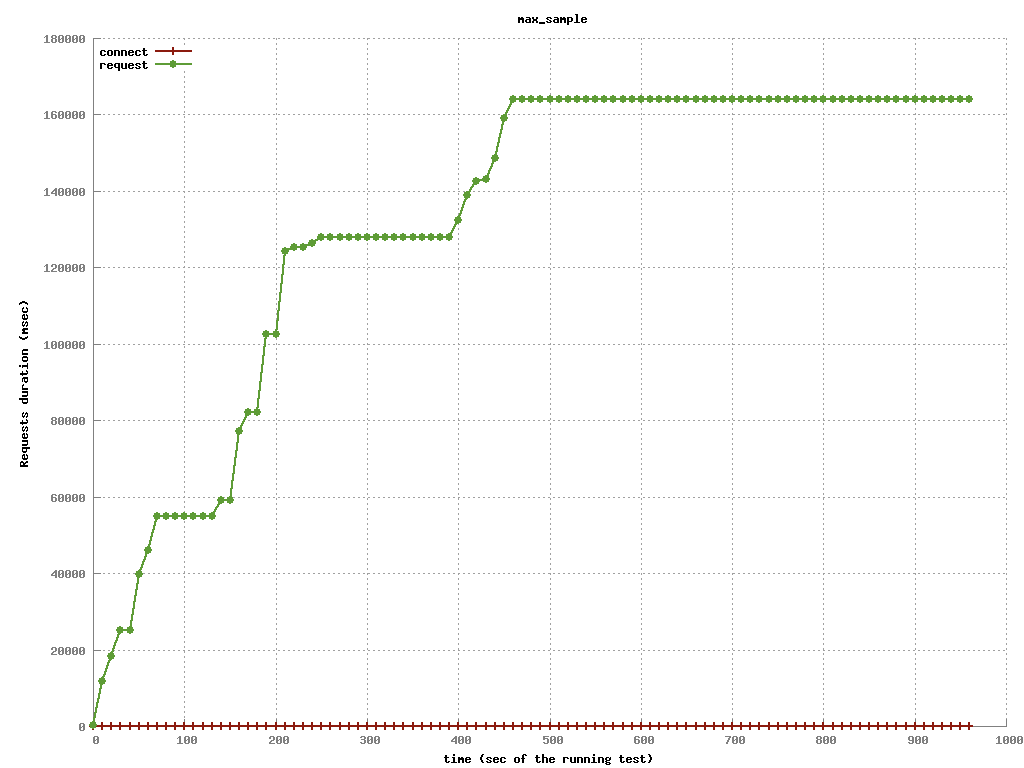 max_sample
connect
request
180000
160000
140000
120000
100000
80000
60000
40000
20000
0
Requests duration (msec)
0 100 200 300 400 500 600 700 800 900 1000
time (sec of the running test)